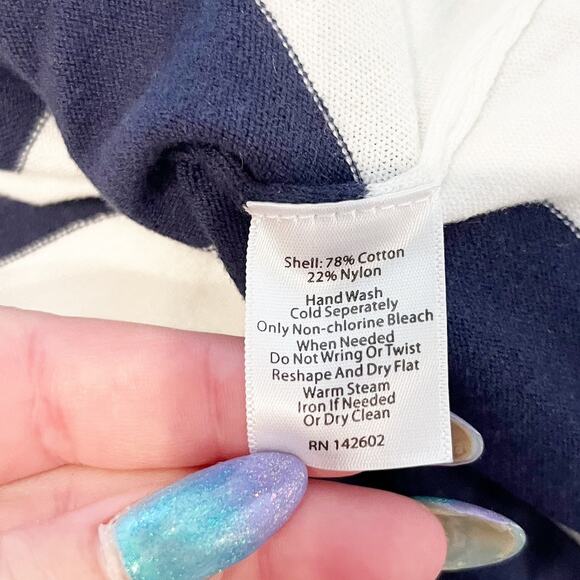 Shell: 78% Cotton
22% Nylon
Hand Wash
Cold Seperately
Only Non-chlorine Bleach
When Needed
Do Not Wring Or Twist
Reshape And Dry Flat
Warm Steam
Iron If Needed
Or Dry Clean
RN 142602